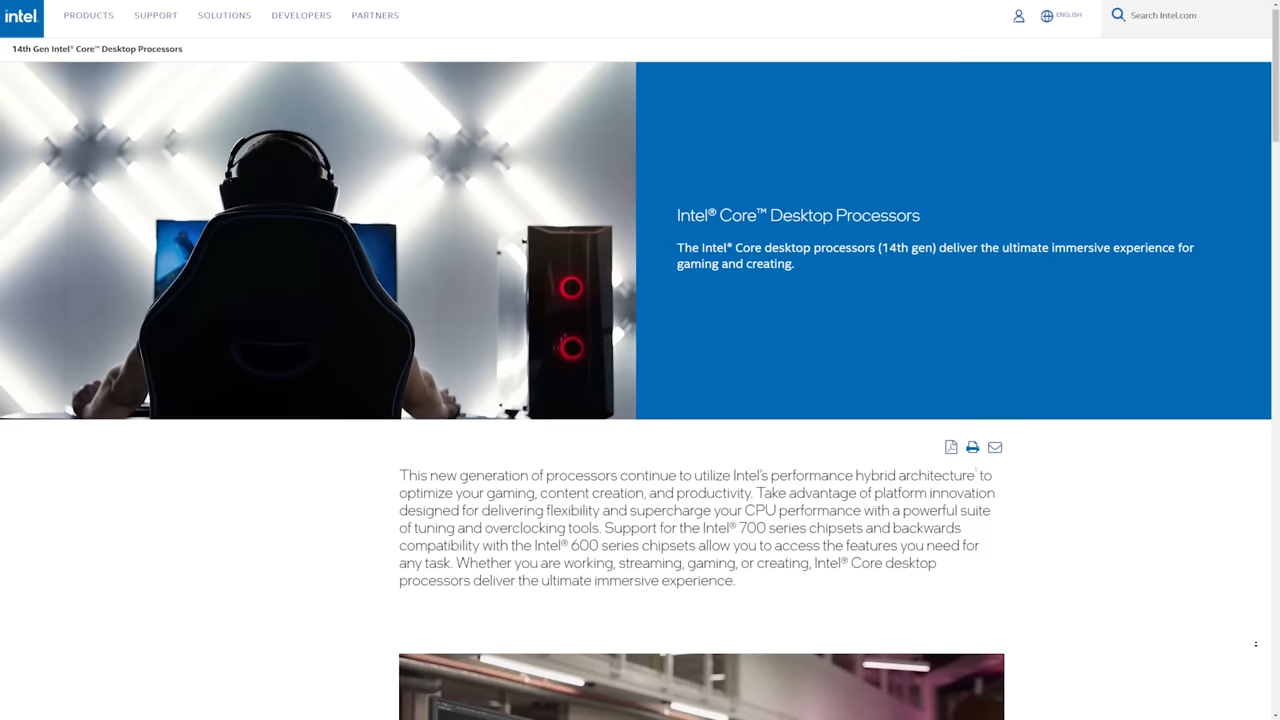 intel.
PRODUCTS SUPPORT SOLUTIONS DEVELOPERS PARTNERS ENGLISH Search Intel.com
14th Gen Intel® Core™ Desktop Processors
Intel® Core™ Desktop Processors
The Intel® Core desktop processors (14th gen) deliver the ultimate immersive experience for
gaming and creating.
This new generation of processors continue to utilize Intel's performance hybrid architecture¹ to
optimize your gaming, content creation, and productivity. Take advantage of platform innovation
designed for delivering flexibility and supercharge your CPU performance with a powerful suite
of tuning and overclocking tools. Support for the Intel® 700 series chipsets and backwards
compatibility with the Intel® 600 series chipsets allow you to access the features you need for
any task. Whether you are working, streaming, gaming, or creating, Intel® Core desktop
processors deliver the ultimate immersive experience.